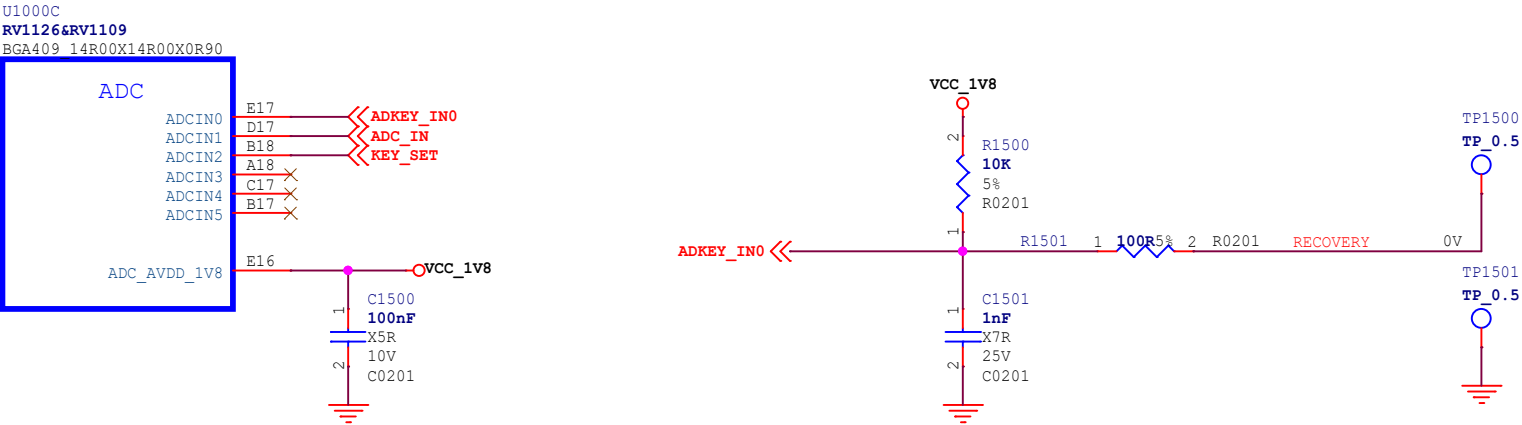 U1000C
RV1126&RV1109
BGA409_14R00X14R00X0R90
ADC
ADCIN0 E17 ADKEY_IN0
ADCIN1 D17 ADC_IN
ADCIN2 B18 KEY_SET
ADCIN3 A18
ADCIN4 C17
ADCIN5 B17
ADC_AVDD_1V8 E16 VCC_1V8
1
2
C1500
100nF
X5R
10V
C0201
VCC_1V8
2
1
R1500
10K
5%
R0201
ADKEY_IN0 R1501 1 100R 5% 2 R0201 RECOVERY 0V
1
2
C1501
1nF
X7R
25V
C0201
TP1500
TP_0.5
TP1501
TP_0.5